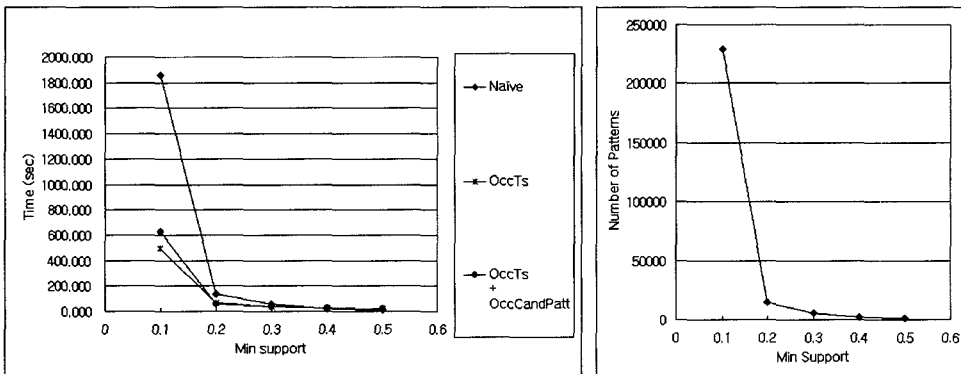 2000.000
1800.000
1600.000
1400.000
1200.000
1000.000
800.000
600.000
400.000
200.000
0.000
Time (sec)
0 0.1 0.2 0.3 0.4 0.5 0.6
Min support
Naïve
OccTs
OccTs
+
OccCandPatt
250000
200000
150000
100000
50000
0
Number of Patterns
0 0.1 0.2 0.3 0.4 0.5 0.6
Min Support